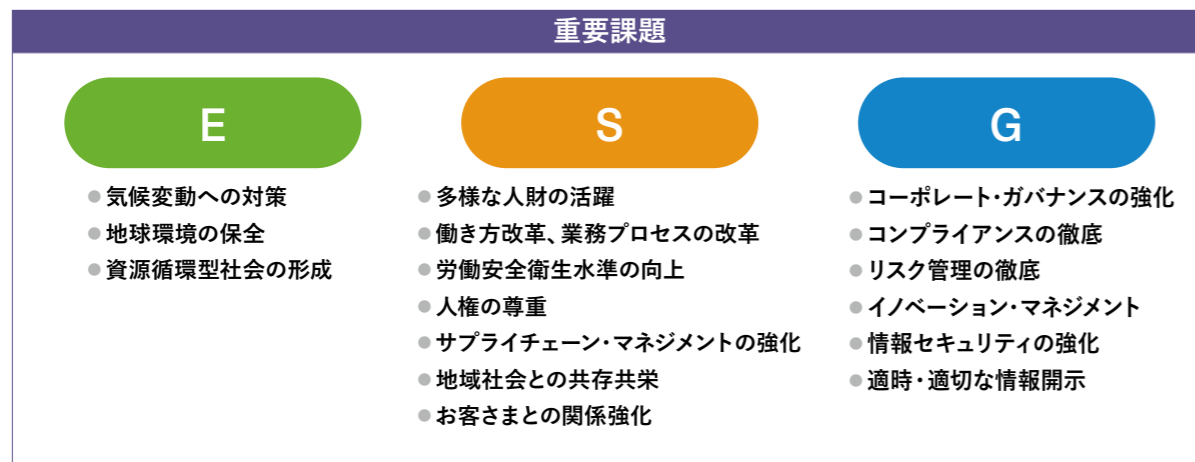 重要課題
E
● 気候変動への対策
● 地球環境の保全
● 資源循環型社会の形成
S
● 多様な人財の活躍
● 働き方改革、業務プロセスの改革
● 労働安全衛生水準の向上
● 人権の尊重
● サプライチェーン・マネジメントの強化
● 地域社会との共存共栄
● お客さまとの関係強化
G
● コーポレート・ガバナンスの強化
● コンプライアンスの徹底
● リスク管理の徹底
● イノベーション・マネジメント
● 情報セキュリティの強化
● 適時・適切な情報開示